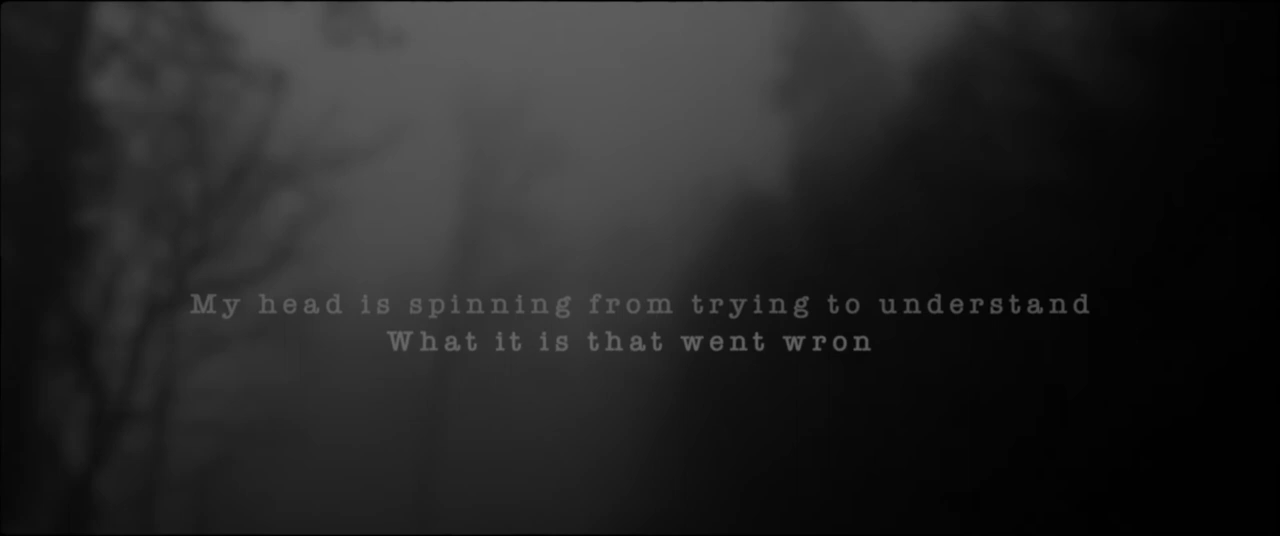 My head is spinning from trying to understand
What it is that went wron